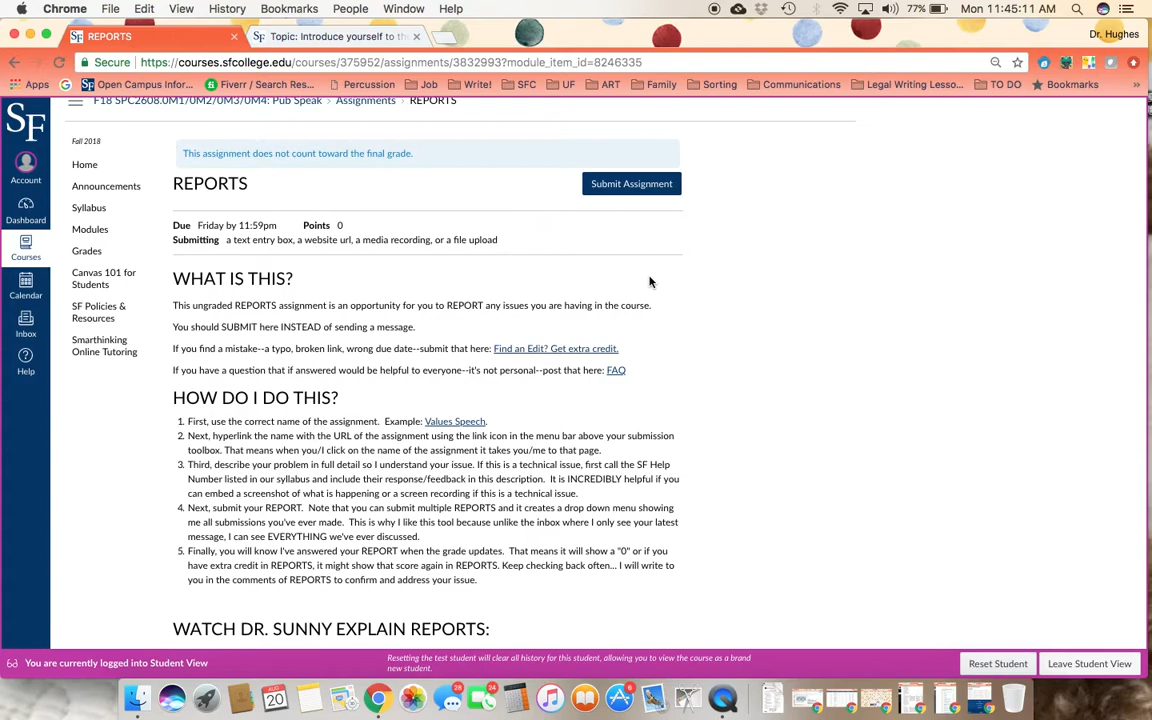 Chrome File Edit View History Bookmarks People Window Help 77% Mon 11:45:11 AM
REPORTS Topic: Introduce yourself to the Dr. Hughes
Secure https://courses.sfcollege.edu/courses/375952/assignments/3832993?module_item_id=8246335
Apps Open Campus Infor... Fiverr / Search Res... Percussion Job Write! SFC UF ART Family Sorting Communications Legal Writing Lesso... TO DO Bookmarks »
F18 SPC2608.0M1/0M2/0M3/0M4: Pub Speak › Assignments › REPORTS
SF
Account
Dashboard
Courses
Calendar
Inbox
Help
Fall 2018
Home
Announcements
Syllabus
Modules
Grades
Canvas 101 for
Students
SF Policies &
Resources
Smarthinking
Online Tutoring
This assignment does not count toward the final grade.
REPORTS
Submit Assignment
Due Friday by 11:59pm Points 0
Submitting a text entry box, a website url, a media recording, or a file upload
WHAT IS THIS?
This ungraded REPORTS assignment is an opportunity for you to REPORT any issues you are having in the course.
You should SUBMIT here INSTEAD of sending a message.
If you find a mistake--a typo, broken link, wrong due date--submit that here: Find an Edit? Get extra credit.
If you have a question that if answered would be helpful to everyone--it's not personal--post that here: FAQ
HOW DO I DO THIS?
1. First, use the correct name of the assignment. Example: Values Speech.
2. Next, hyperlink the name with the URL of the assignment using the link icon in the menu bar above your submission
toolbox. That means when you/I click on the name of the assignment it takes you/me to that page.
3. Third, describe your problem in full detail so I understand your issue. If this is a technical issue, first call the SF Help
Number listed in our syllabus and include their response/feedback in this description. It is INCREDIBLY helpful if you
can embed a screenshot of what is happening or a screen recording if this is a technical issue.
4. Next, submit your REPORT. Note that you can submit multiple REPORTS and it creates a drop down menu showing
me all submissions you've ever made. This is why I like this tool because unlike the inbox where I only see your latest
message, I can see EVERYTHING we've ever discussed.
5. Finally, you will know I've answered your REPORT when the grade updates. That means it will show a "0" or if you
have extra credit in REPORTS, it might show that score again in REPORTS. Keep checking back often... I will write to
you in the comments of REPORTS to confirm and address your issue.
WATCH DR. SUNNY EXPLAIN REPORTS:
You are currently logged into Student View
Resetting the test student will clear all history for this student, allowing you to view the course as a brand
new student.
Reset Student Leave Student View